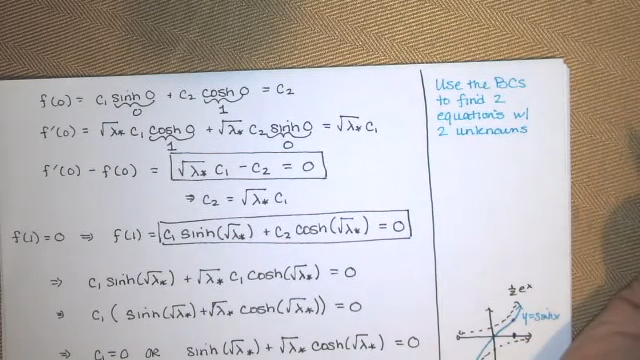 f(0) = c₁ sinh 0 + c₂ cosh 0 = c₂
0 1
f'(0) = √λ* c₁ cosh 0 + √λ* c₂ sinh 0 = √λ* c₁
1 0
f'(0) - f(0) = √λ* c₁ - c₂ = 0
⇒ c₂ = √λ* c₁
f(1) = 0 ⇒ f(1) = c₁ sinh(√λ*) + c₂ cosh(√λ*) = 0
⇒ c₁ sinh(√λ*) + √λ* c₁ cosh(√λ*) = 0
⇒ c₁ ( sinh(√λ*) + √λ* cosh(√λ*)) = 0
⇒ c₁ = 0 OR sinh(√λ*) + √λ* cosh(√λ*) = 0
Use the BCs
to find 2
equations w/
2 unknowns
½eˣ
y = sinhx